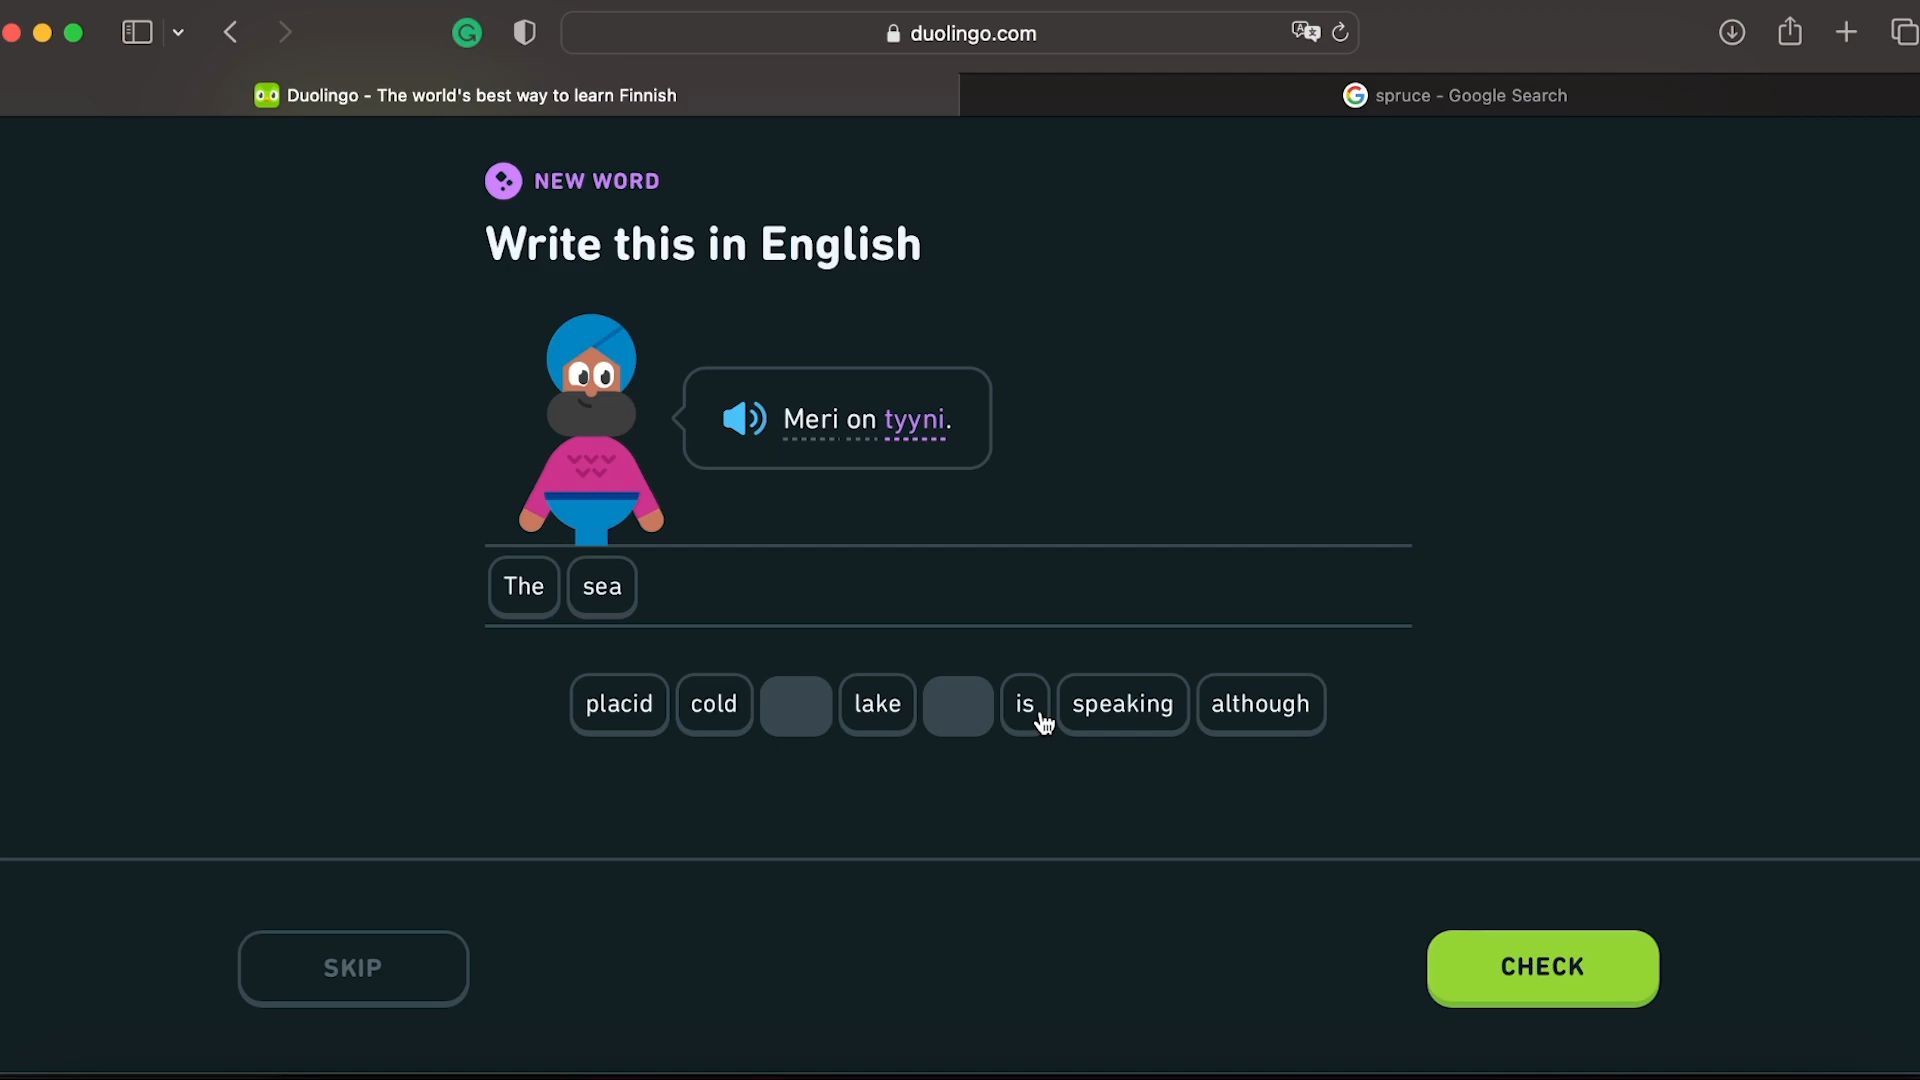 duolingo.com
Duolingo - The world's best way to learn Finnish
spruce - Google Search
NEW WORD
Write this in English
Meri on tyyni.
The sea
placid cold lake is speaking although
SKIP
CHECK